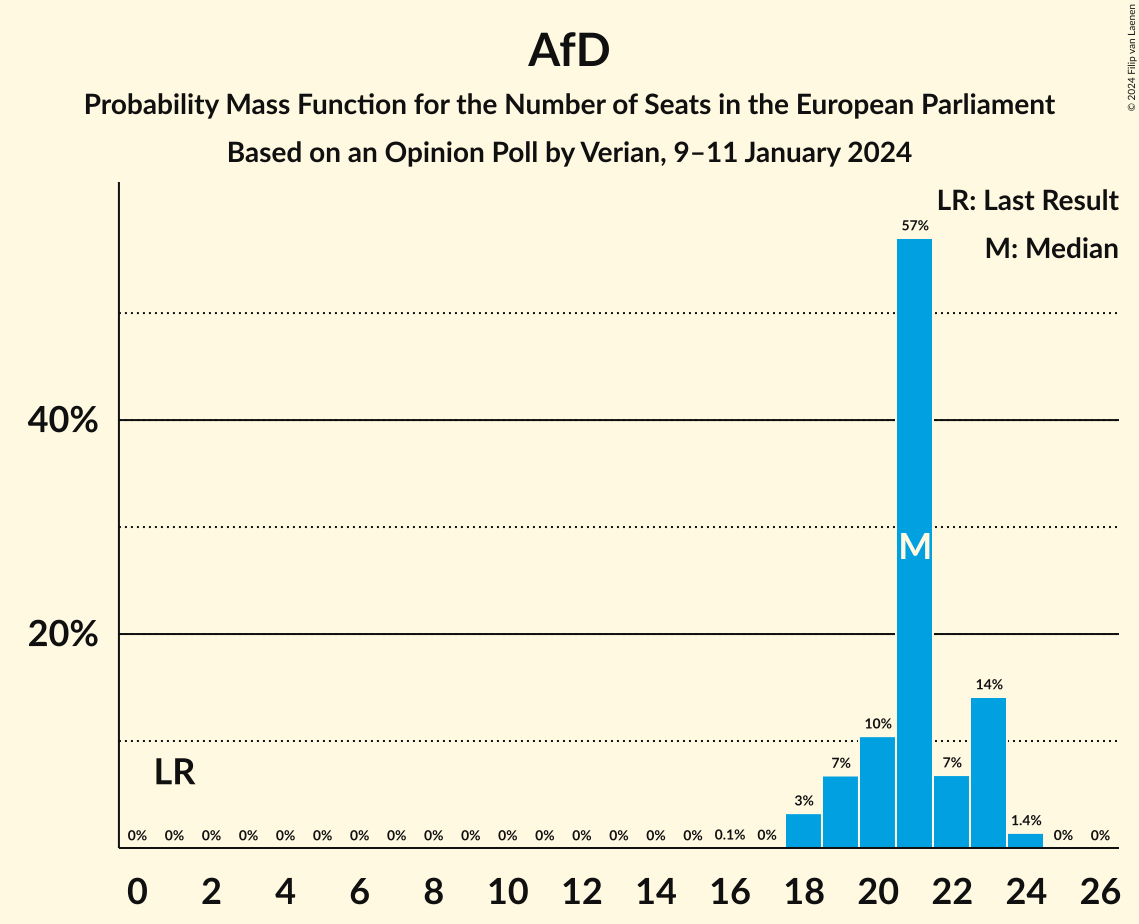 © 2024 Filip van Laenen
AfD
Probability Mass Function for the Number of Seats in the European Parliament
Based on an Opinion Poll by Verian, 9–11 January 2024
LR: Last Result
M: Median
57%
40%
M
20%
14%
10%
7%
7%
LR
3%
1.4%
0% 0% 0% 0% 0% 0% 0% 0% 0% 0% 0% 0% 0% 0% 0% 0% 0.1% 0% 0% 0%
0 2 4 6 8 10 12 14 16 18 20 22 24 26